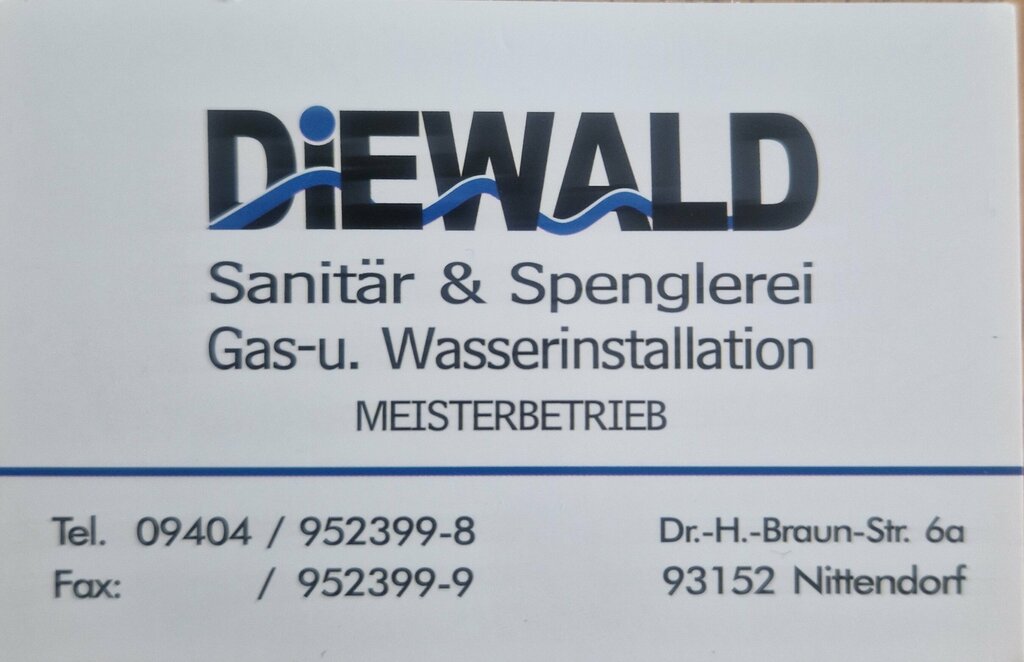 DiEWALD
Sanitär & Spenglerei
Gas-u. Wasserinstallation
MEISTERBETRIEB
Tel. 09404 / 952399-8
Fax: / 952399-9
Dr.-H.-Braun-Str. 6a
93152 Nittendorf